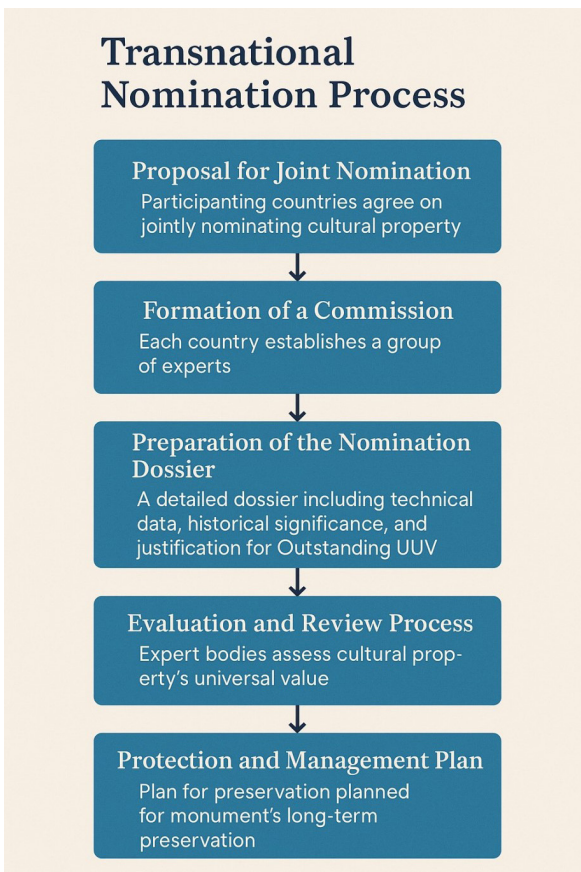 Transnational
Nomination Process
Proposal for Joint Nomination
Participanting countries agree on
jointly nominating cultural property
Formation of a Commission
Each country establishes a group
of experts
Preparation of the Nomination
Dossier
A detailed dossier including technical
data, historical significance, and
justification for Outstanding UUV
Evaluation and Review Process
Expert bodies assess cultural prop-
erty’s universal value
Protection and Management Plan
Plan for preservation planned
for monument’s long-term
preservation